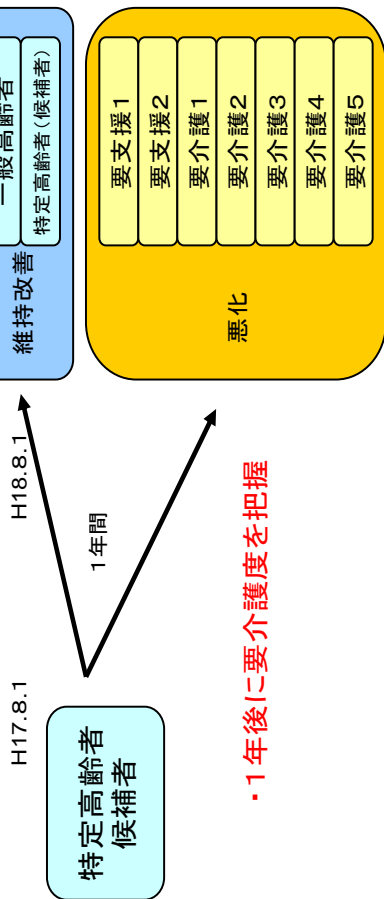 H17.8.1
H18.8.1
特定高齢者
候補者
1年間
維持改善
一般高齢者
特定高齢者(候補者)
悪化
要支援1
要支援2
要介護1
要介護2
要介護3
要介護4
要介護5
・1年後に要介護度を把握